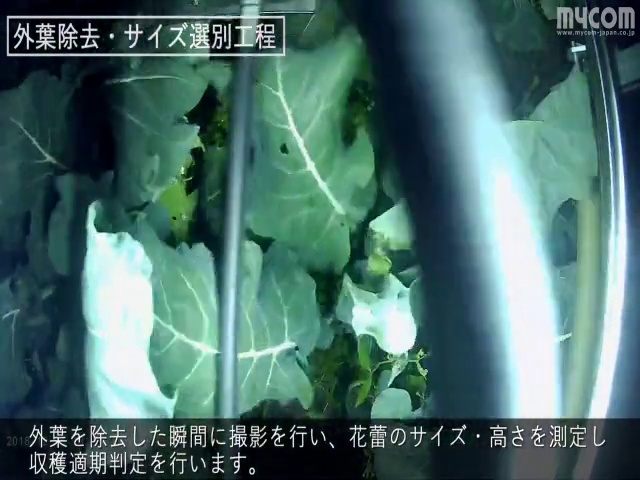 外葉除去・サイズ選別工程
mycom
www.mycom-japan.co.jp
外葉を除去した瞬間に撮影を行い、花蕾のサイズ・高さを測定し
収穫適期判定を行います。